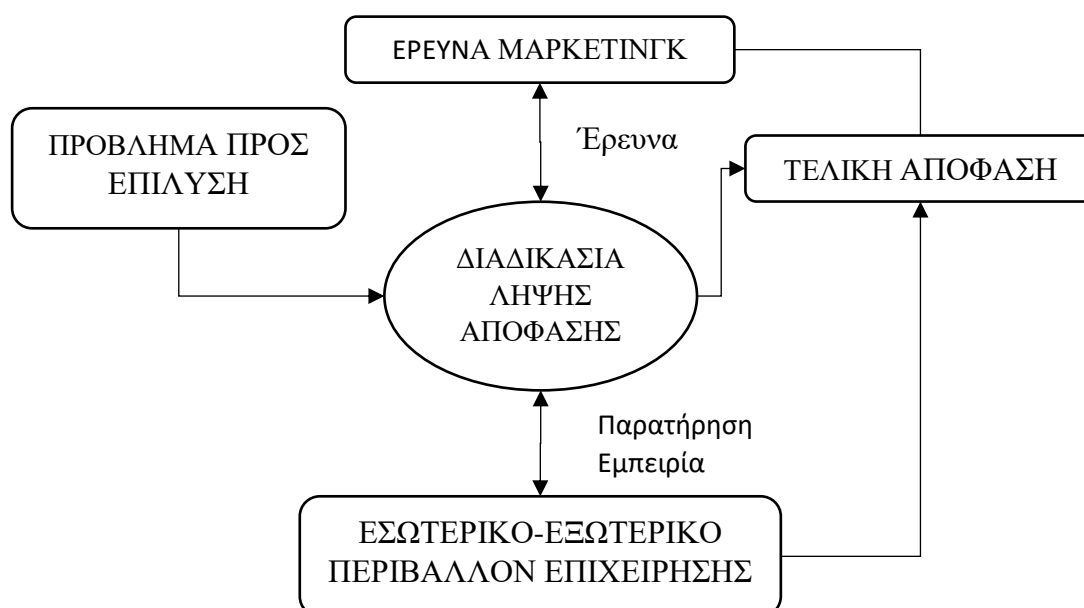 ΕΡΕΥΝΑ ΜΑΡΚΕΤΙΝΓΚ
ΠΡΟΒΛΗΜΑ ΠΡΟΣ
ΕΠΙΛΥΣΗ
Έρευνα
ΤΕΛΙΚΗ ΑΠΟΦΑΣΗ
ΔΙΑΔΙΚΑΣΙΑ
ΛΗΨΗΣ
ΑΠΟΦΑΣΗΣ
Παρατήρηση
Εμπειρία
ΕΣΩΤΕΡΙΚΟ-ΕΞΩΤΕΡΙΚΟ
ΠΕΡΙΒΑΛΛΟΝ ΕΠΙΧΕΙΡΗΣΗΣ